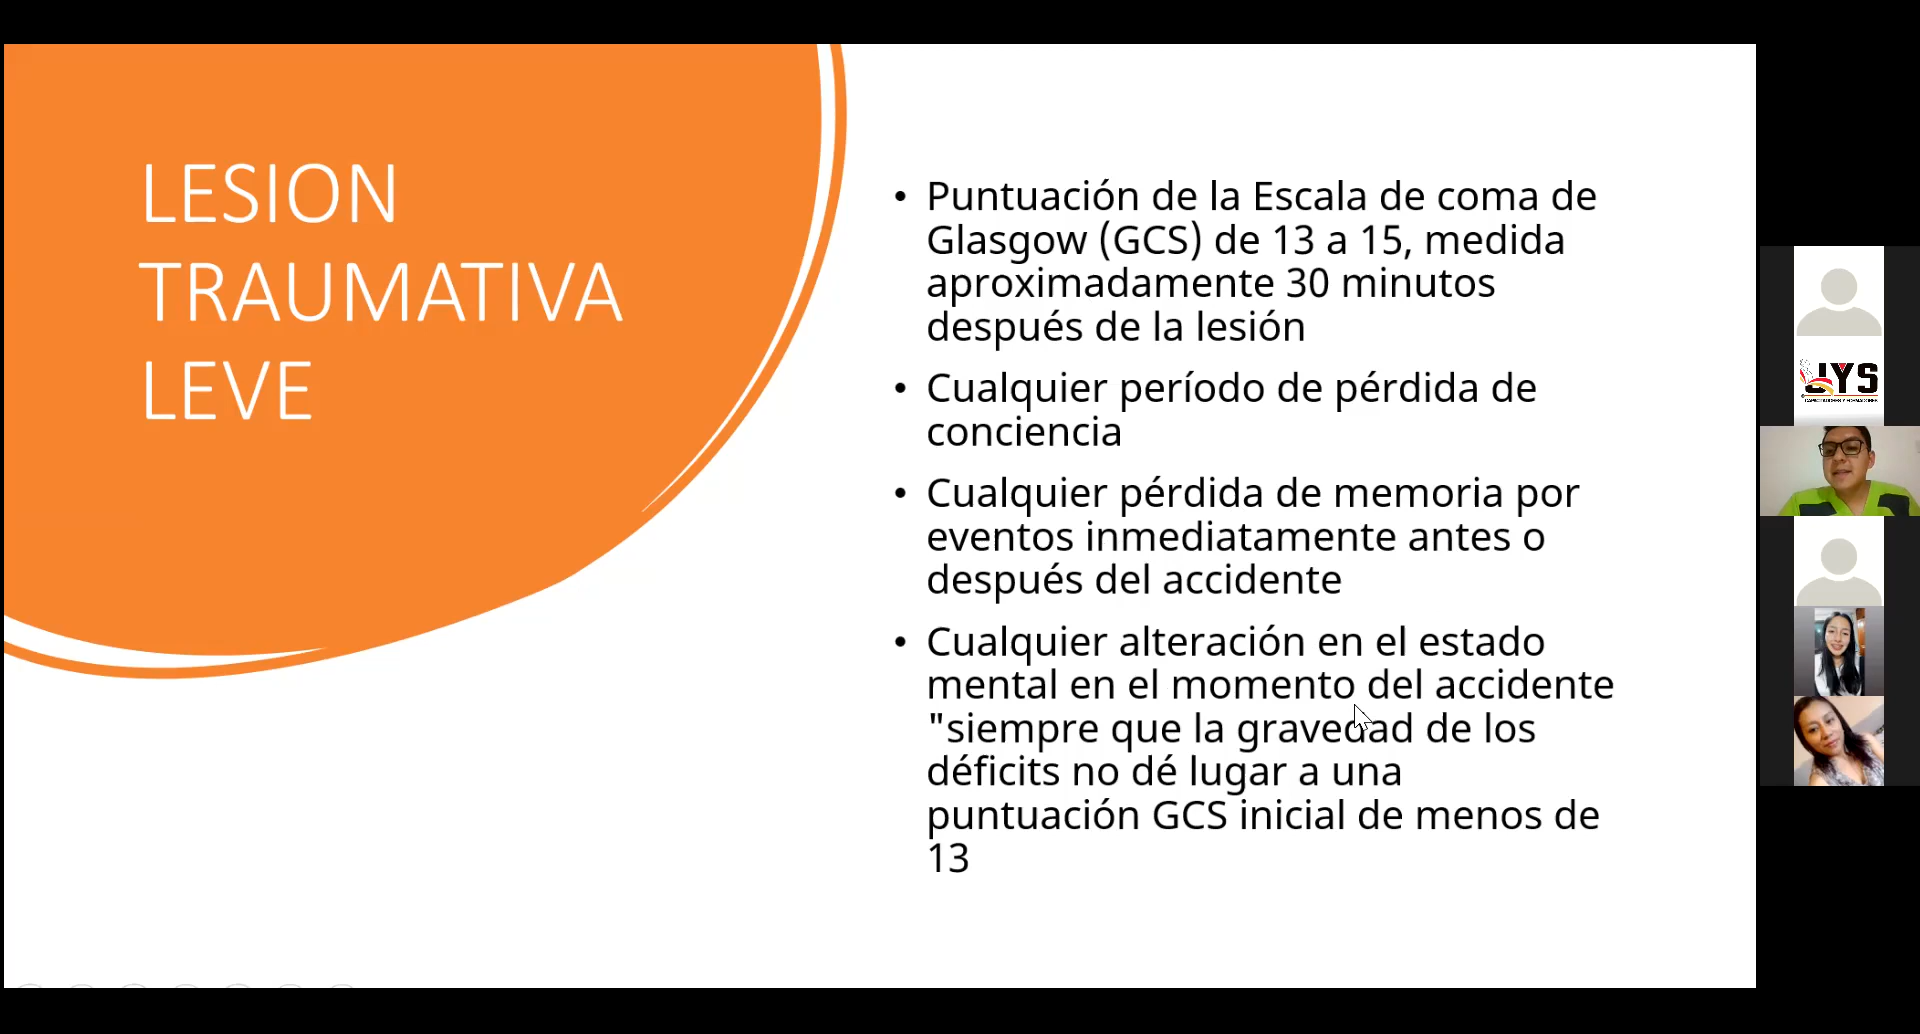 LESION
TRAUMATIVA
LEVE
• Puntuación de la Escala de coma de
Glasgow (GCS) de 13 a 15, medida
aproximadamente 30 minutos
después de la lesión
• Cualquier período de pérdida de
conciencia
• Cualquier pérdida de memoria por
eventos inmediatamente antes o
después del accidente
• Cualquier alteración en el estado
mental en el momento del accidente
"siempre que la gravedad de los
déficits no dé lugar a una
puntuación GCS inicial de menos de
13
JYS